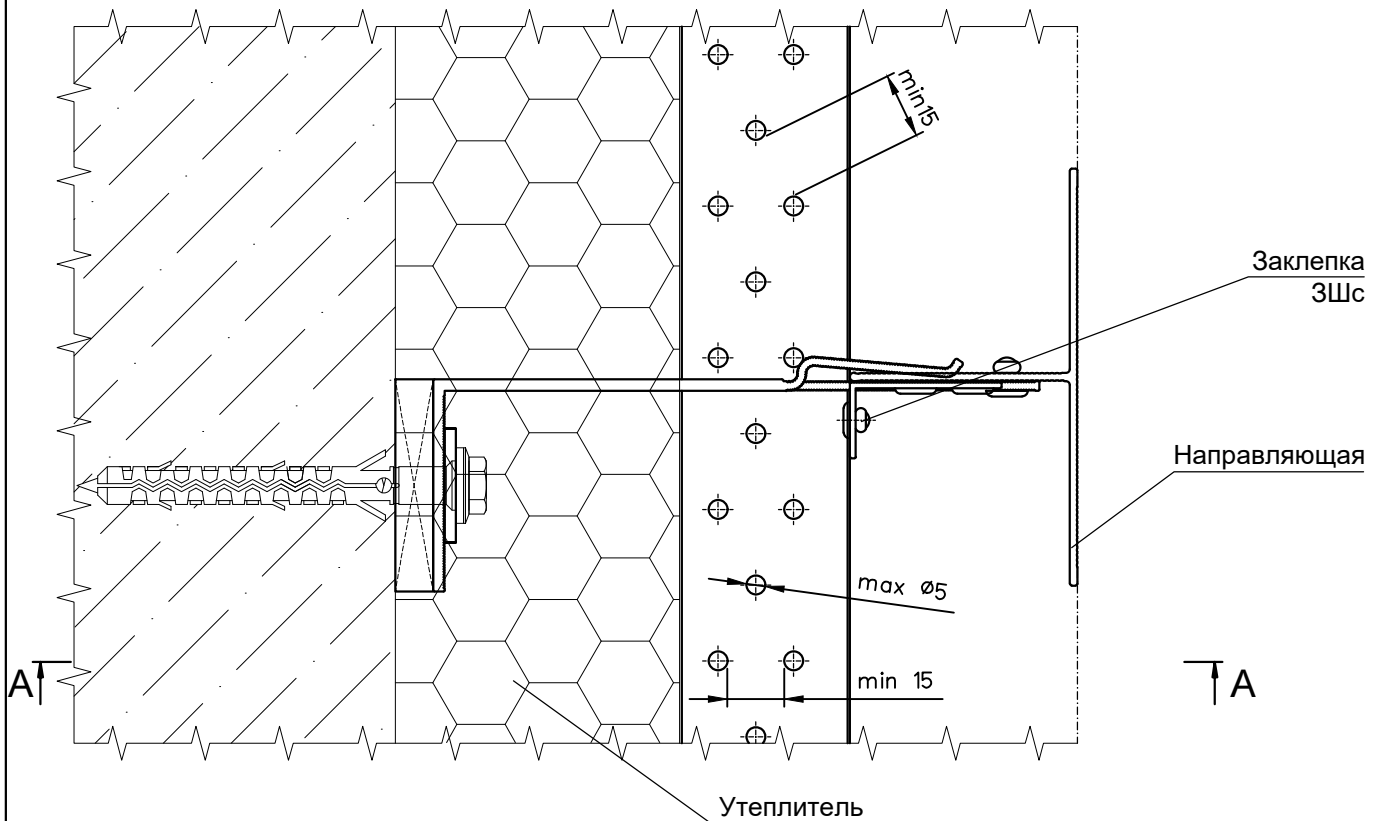 min15
Заклепка
ЗШс
Направляющая
max ø5
min 15
А А
Утеплитель